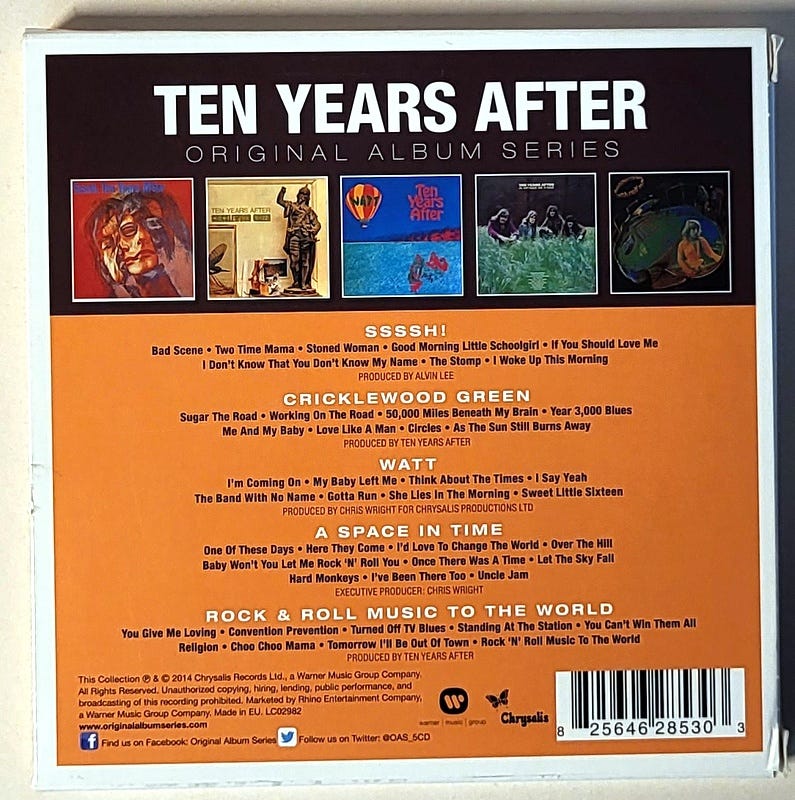 TEN YEARS AFTER
ORIGINAL ALBUM SERIES
TEN YEARS AFTER
WATT
Ten
Years
After
TEN YEARS AFTER
SSSSH!
Bad Scene • Two Time Mama • Stoned Woman • Good Morning Little Schoolgirl • If You Should Love Me
I Don't Know That You Don't Know My Name • The Stomp • I Woke Up This Morning
PRODUCED BY ALVIN LEE
CRICKLEWOOD GREEN
Sugar The Road • Working On The Road • 50,000 Miles Beneath My Brain • Year 3,000 Blues
Me And My Baby • Love Like A Man • Circles • As The Sun Still Burns Away
PRODUCED BY TEN YEARS AFTER
WATT
I'm Coming On • My Baby Left Me • Think About The Times • I Say Yeah
The Band With No Name • Gotta Run • She Lies In The Morning • Sweet Little Sixteen
PRODUCED BY CHRIS WRIGHT FOR CHRYSALIS PRODUCTIONS LTD
A SPACE IN TIME
One Of These Days • Here They Come • I'd Love To Change The World • Over The Hill
Baby Won't You Let Me Rock 'N' Roll You • Once There Was A Time • Let The Sky Fall
Hard Monkeys • I've Been There Too • Uncle Jam
EXECUTIVE PRODUCER: CHRIS WRIGHT
ROCK & ROLL MUSIC TO THE WORLD
You Give Me Loving • Convention Prevention • Turned Off TV Blues • Standing At The Station • You Can't Win Them All
Religion • Choo Choo Mama • Tomorrow I'll Be Out Of Town • Rock 'N' Roll Music To The World
PRODUCED BY TEN YEARS AFTER
This Collection ℗ & © 2014 Chrysalis Records Ltd., a Warner Music Group Company.
All Rights Reserved. Unauthorized copying, hiring, lending, public performance, and
broadcasting of this recording prohibited. Marketed by Rhino Entertainment Company,
a Warner Music Group Company. Made in EU. LC02982
www.originalalbumseries.com
Find us on Facebook: Original Album Series Follow us on Twitter: @OAS_5CD
warner music group
Chrysalis
8 25646 28530 3